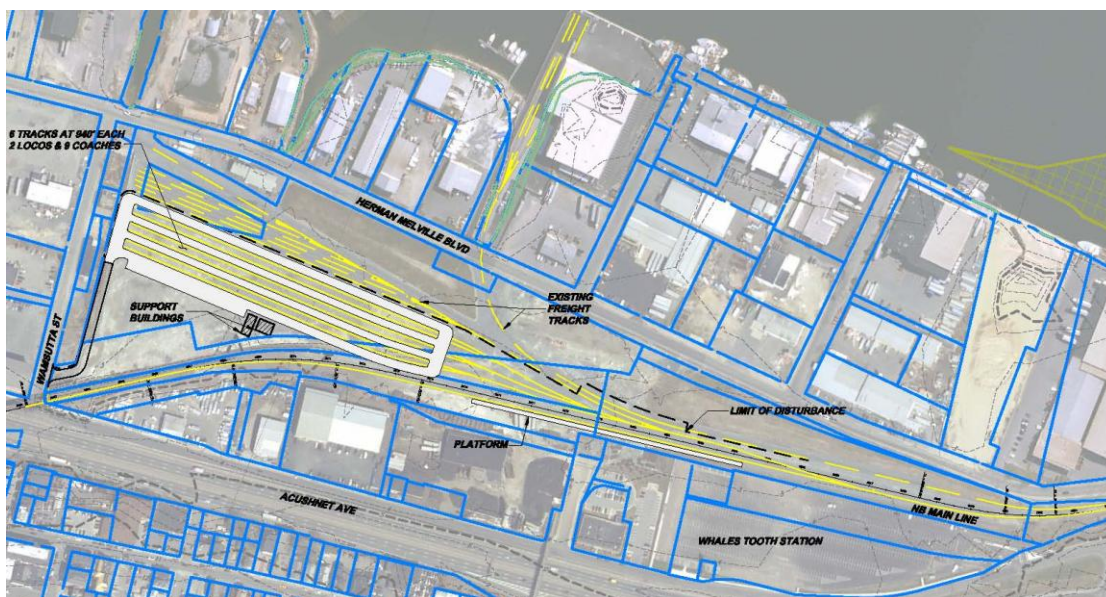 6 TRACKS AT 940' EACH
2 LOCOS & 9 COACHES
HERMAN MELVILLE BLVD
EXISTING
FREIGHT
TRACKS
SUPPORT
BUILDINGS
WAMSUTTA ST
LIMIT OF DISTURBANCE
PLATFORM
NB MAIN LINE
ACUSHNET AVE
WHALES TOOTH STATION